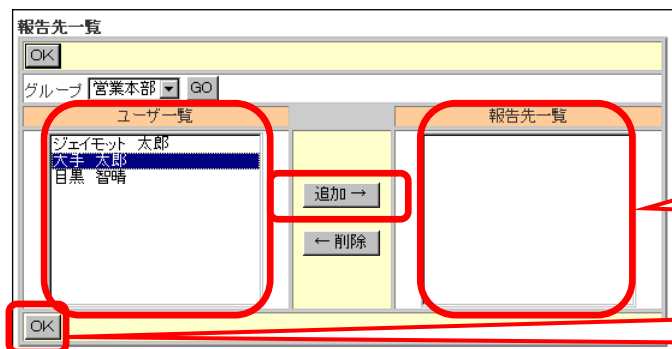 報告先一覧
OK
グループ 営業本部 GO
ユーザ一覧 報告先一覧
ジェイモット 太郎
大手 太郎
目黒 智晴
追加 →
← 削除
OK